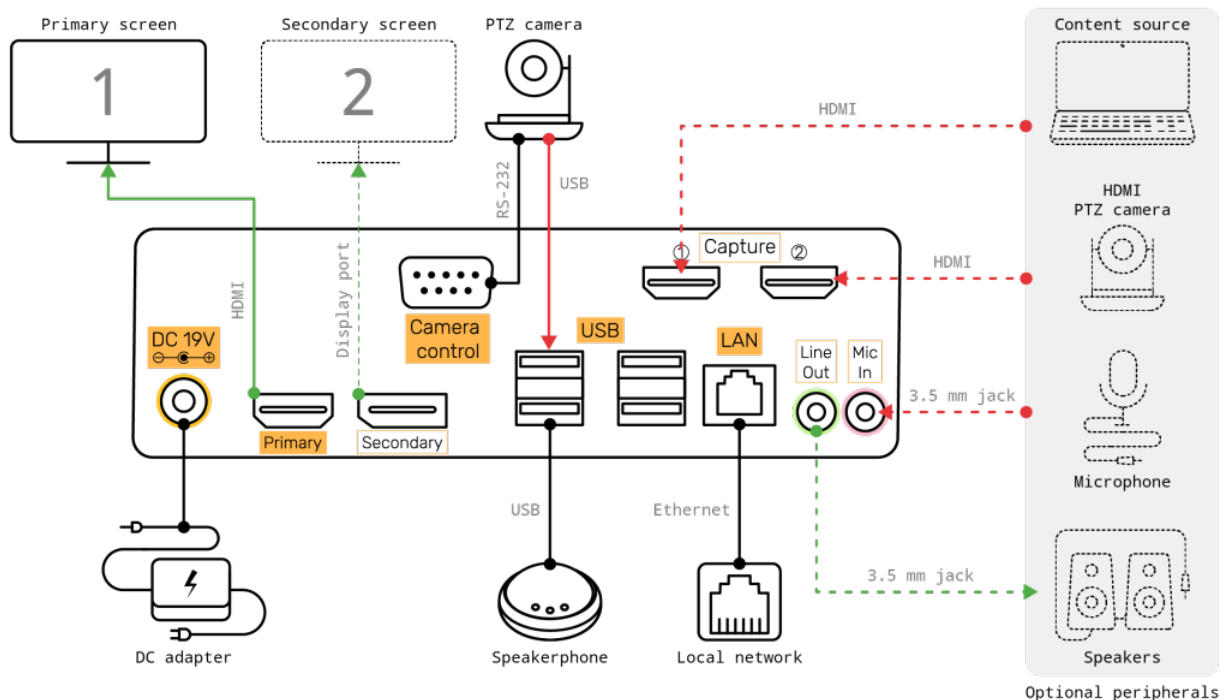 Primary screen
Secondary screen
PTZ camera
Content source
1
2
HDMI
RS-232
USB
HDMI
PTZ camera
① Capture ②
HDMI
HDMI
Display port
DC 19V
Camera
control
USB
LAN
Line
Out
Mic
In
3.5 mm jack
Primary
Secondary
Microphone
USB
Ethernet
3.5 mm jack
DC adapter
Speakerphone
Local network
Speakers
Optional peripherals